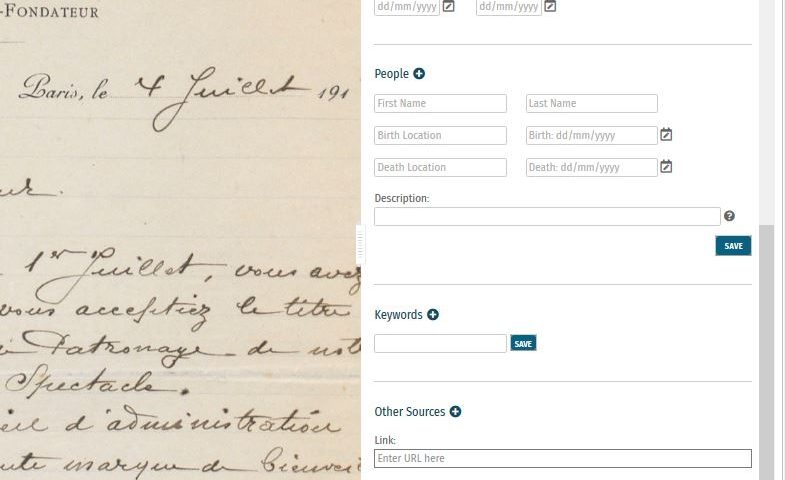 -FONDATEUR
Paris, le 4 Juillet 191
ur.
1er Juillet, vous avez
vous acceptiez le titre
Patronage de notr
Spectacle.
eil d'administration
ute marque de bienveil
dd/mm/yyyy dd/mm/yyyy
People
First Name Last Name
Birth Location Birth: dd/mm/yyyy
Death Location Death: dd/mm/yyyy
Description:
?
SAVE
Keywords
SAVE
Other Sources
Link:
Enter URL here